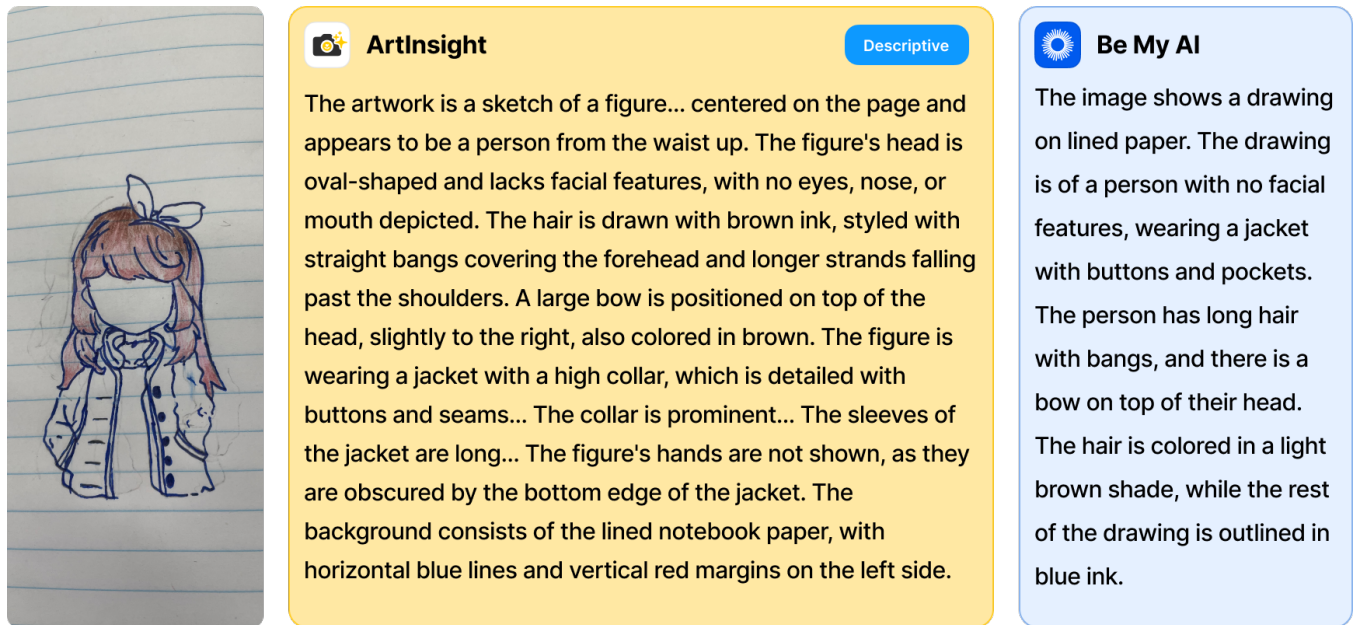 ArtInsight
Descriptive
The artwork is a sketch of a figure... centered on the page and
appears to be a person from the waist up. The figure's head is
oval-shaped and lacks facial features, with no eyes, nose, or
mouth depicted. The hair is drawn with brown ink, styled with
straight bangs covering the forehead and longer strands falling
past the shoulders. A large bow is positioned on top of the
head, slightly to the right, also colored in brown. The figure is
wearing a jacket with a high collar, which is detailed with
buttons and seams... The collar is prominent... The sleeves of
the jacket are long... The figure's hands are not shown, as they
are obscured by the bottom edge of the jacket. The
background consists of the lined notebook paper, with
horizontal blue lines and vertical red margins on the left side.
Be My AI
The image shows a drawing
on lined paper. The drawing
is of a person with no facial
features, wearing a jacket
with buttons and pockets.
The person has long hair
with bangs, and there is a
bow on top of their head.
The hair is colored in a light
brown shade, while the rest
of the drawing is outlined in
blue ink.